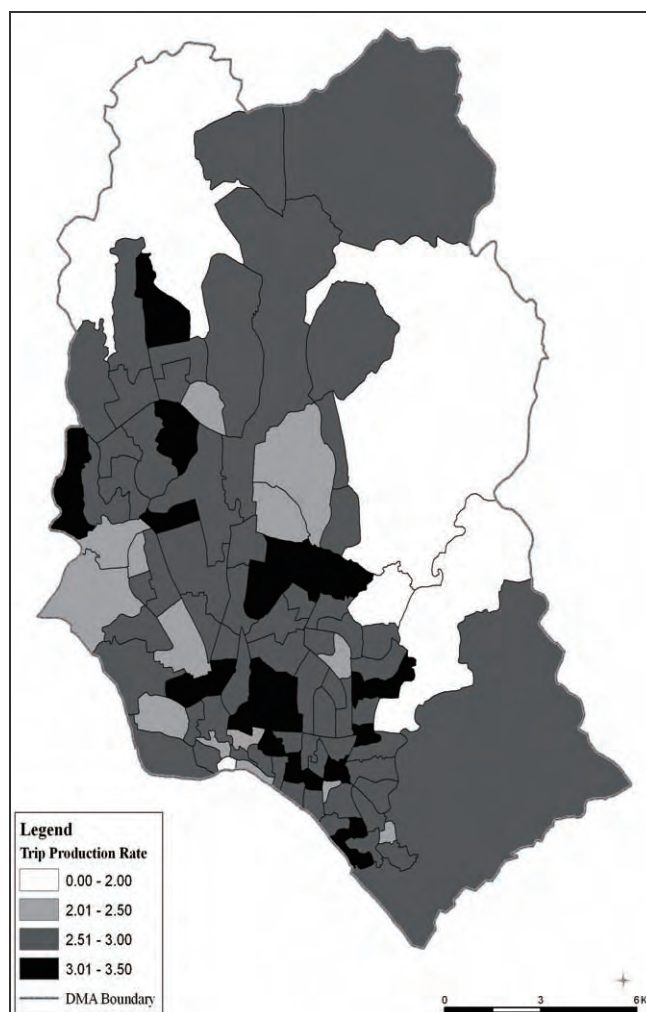 Legend
Trip Production Rate
0.00 - 2.00
2.01 - 2.50
2.51 - 3.00
3.01 - 3.50
DMA Boundary
0 3 6K